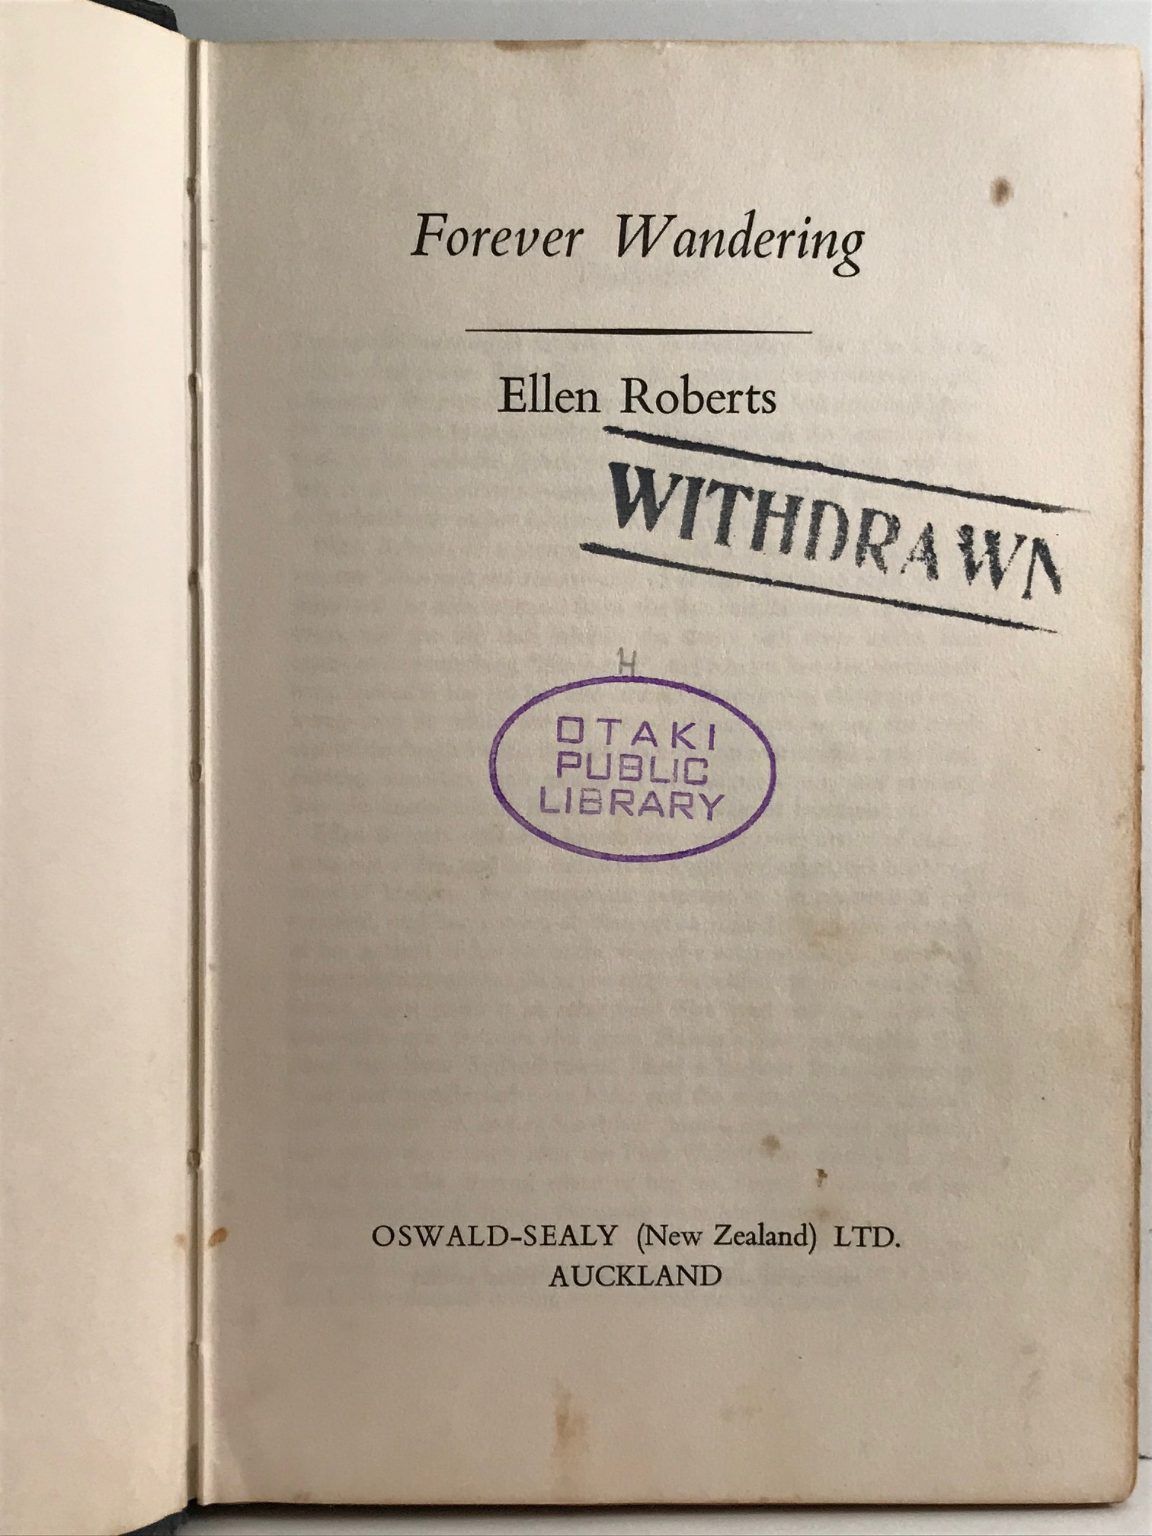 Forever Wandering
Ellen Roberts
WITHDRAWN
H
OTAKI
PUBLIC
LIBRARY
OSWALD-SEALY (New Zealand) LTD.
AUCKLAND